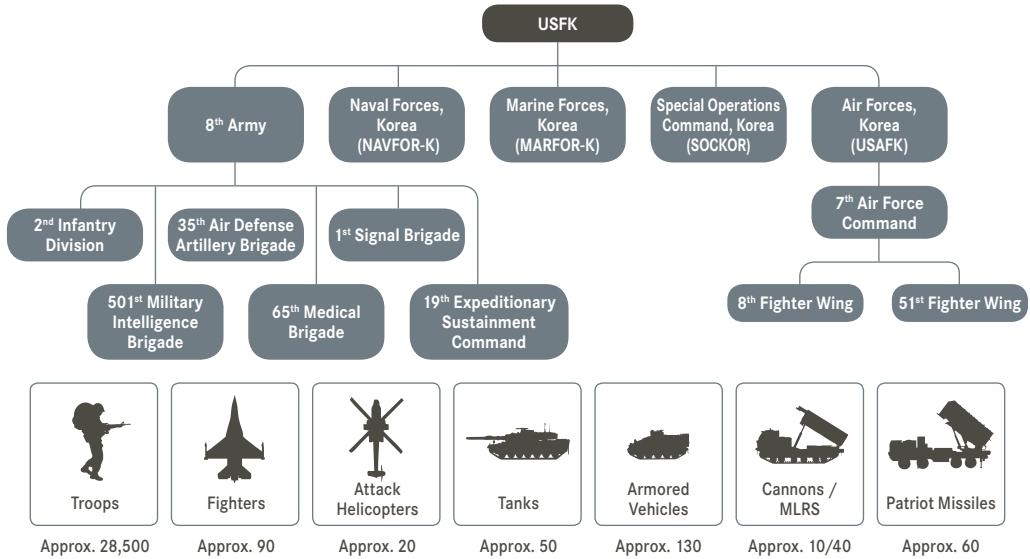 USFK
8th Army
Naval Forces,
Korea
(NAVFOR-K)
Marine Forces,
Korea
(MARFOR-K)
Special Operations
Command, Korea
(SOCKOR)
Air Forces,
Korea
(USAFK)
7th Air Force
Command
2nd Infantry
Division
35th Air Defense
Artillery Brigade
1st Signal Brigade
501st Military
Intelligence
Brigade
65th Medical
Brigade
19th Expeditionary
Sustainment
Command
8th Fighter Wing
51st Fighter Wing
Troops
Fighters
Attack
Helicopters
Tanks
Armored
Vehicles
Cannons /
MLRS
Patriot Missiles
Approx. 28,500
Approx. 90
Approx. 20
Approx. 50
Approx. 130
Approx. 10/40
Approx. 60